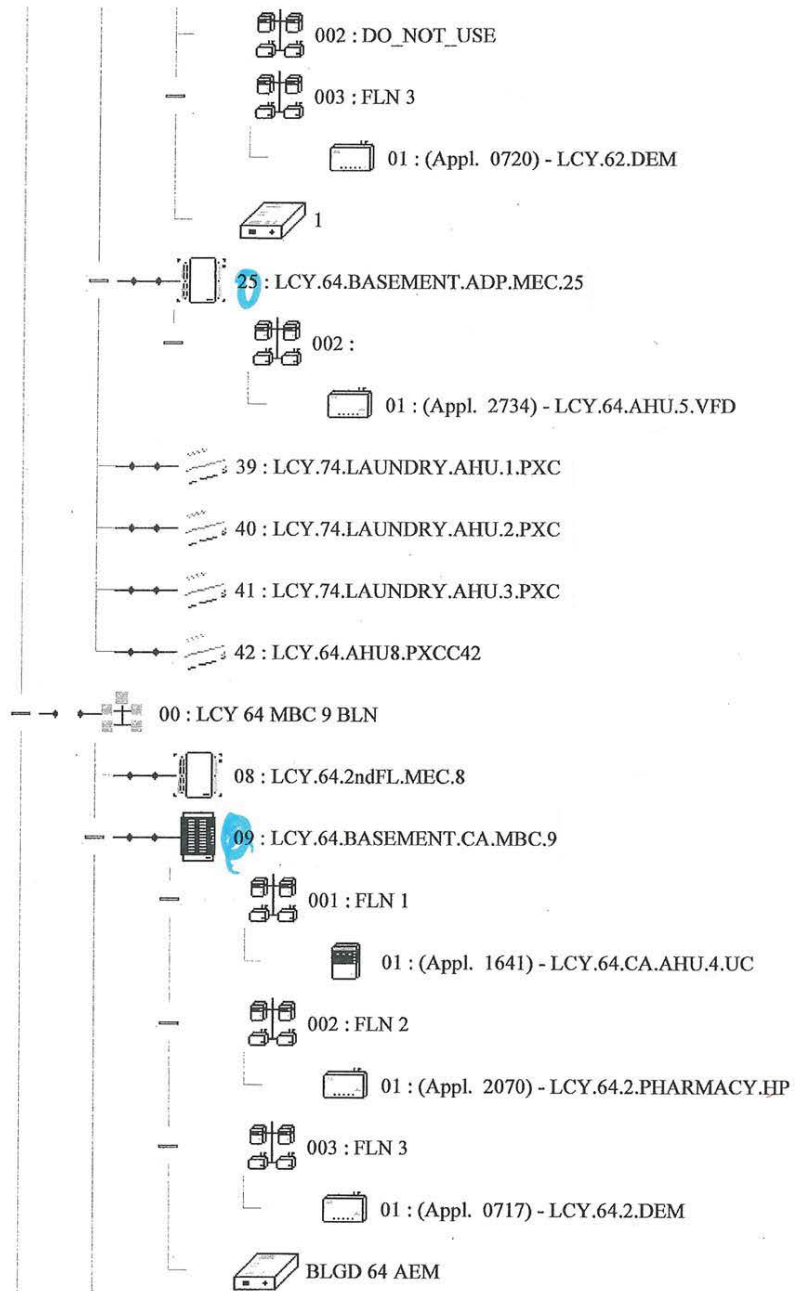 002 : DO_NOT_USE
003 : FLN 3
01 : (Appl. 0720) - LCY.62.DEM
1
25 : LCY.64.BASEMENT.ADP.MEC.25
002 :
01 : (Appl. 2734) - LCY.64.AHU.5.VFD
39 : LCY.74.LAUNDRY.AHU.1.PXC
40 : LCY.74.LAUNDRY.AHU.2.PXC
41 : LCY.74.LAUNDRY.AHU.3.PXC
42 : LCY.64.AHU8.PXCC42
00 : LCY 64 MBC 9 BLN
08 : LCY.64.2ndFL.MEC.8
09 : LCY.64.BASEMENT.CA.MBC.9
001 : FLN 1
01 : (Appl. 1641) - LCY.64.CA.AHU.4.UC
002 : FLN 2
01 : (Appl. 2070) - LCY.64.2.PHARMACY.HP
003 : FLN 3
01 : (Appl. 0717) - LCY.64.2.DEM
BLGD 64 AEM